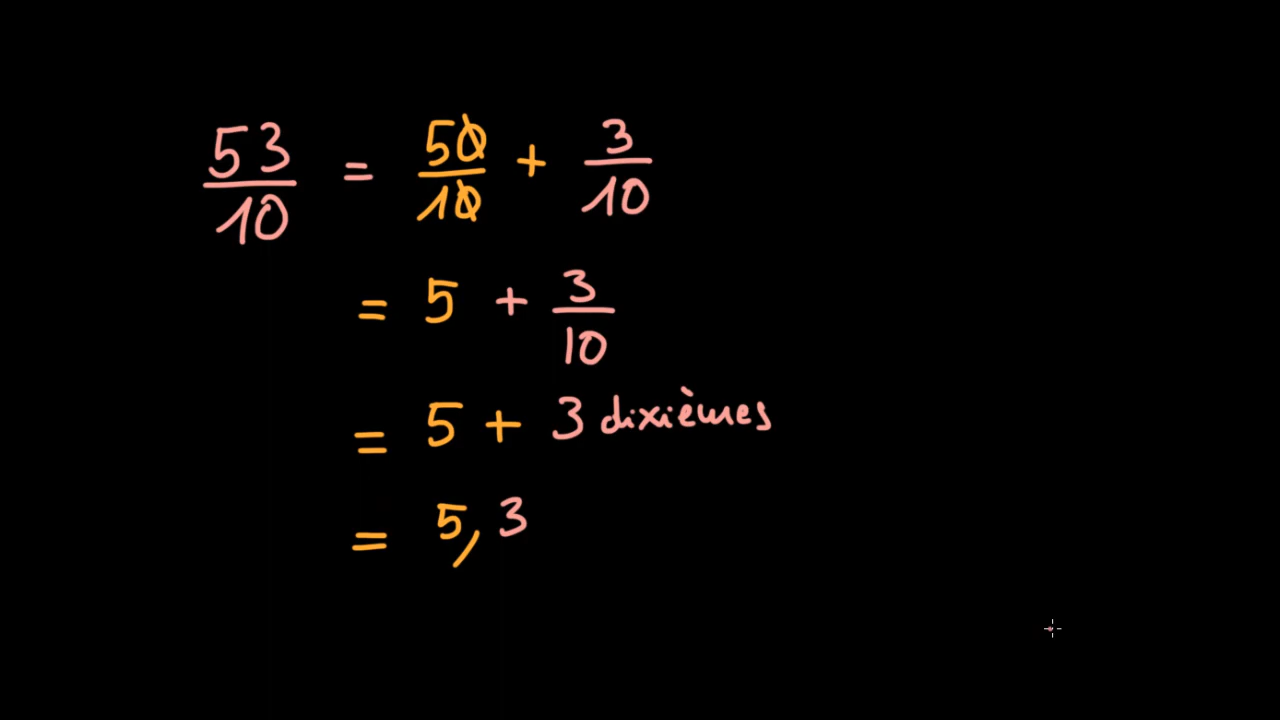 53/10 = 50/10 + 3/10
= 5 + 3/10
= 5 + 3 dixièmes
= 5,3